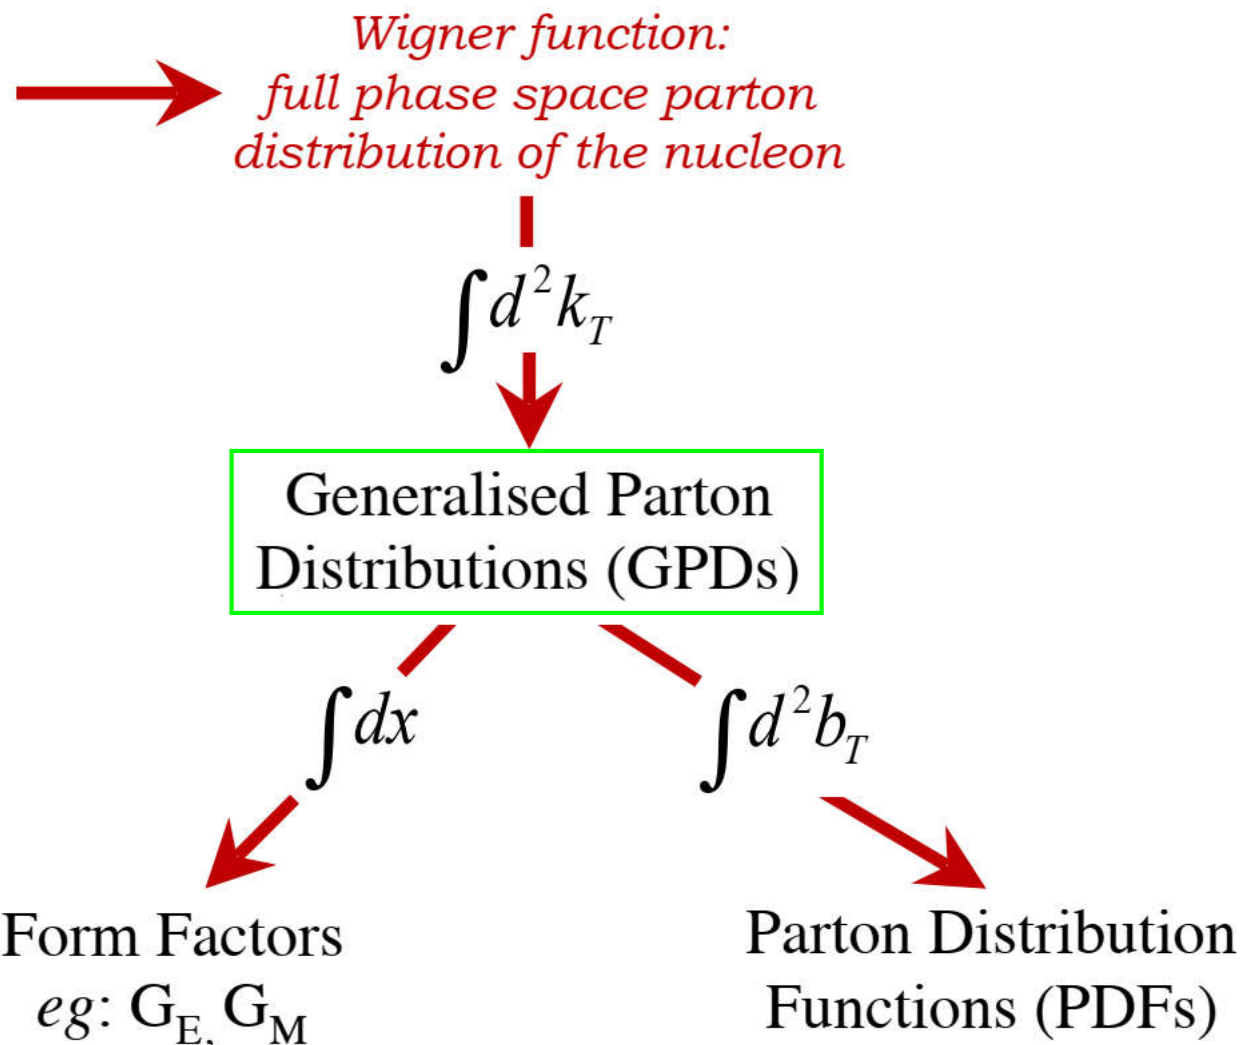 Wigner function:
full phase space parton
distribution of the nucleon
∫d²k_T
Generalised Parton
Distributions (GPDs)
∫dx
∫d²b_T
Form Factors
eg: G_E, G_M
Parton Distribution
Functions (PDFs)